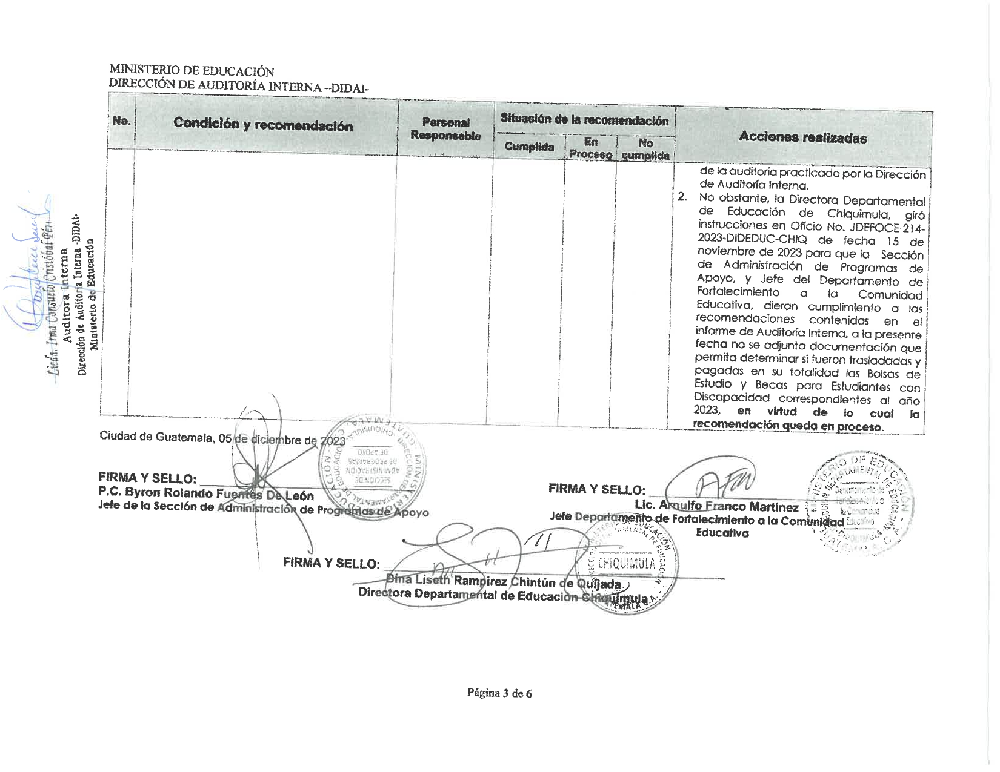 MINISTERIO DE EDUCACIÓN
DIRECCIÓN DE AUDITORÍA INTERNA –DIDAI-
No.
Condición y recomendación
Personal
Responsable
Situación de la recomendación
Cumplida
En
Proceso
No
cumplida
Acciones realizadas
de la auditoría practicada por la Dirección
de Auditoría Interna.
2. No obstante, la Directora Departamental
de Educación de Chiquimula, giró
instrucciones en Oficio No. JDEFOCE-214-
2023-DIDEDUC-CHIQ de fecha 15 de
noviembre de 2023 para que la Sección
de Administración de Programas de
Apoyo, y Jefe del Departamento de
Fortalecimiento a la Comunidad
Educativa, dieran cumplimiento a las
recomendaciones contenidas en el
informe de Auditoría Interna, a la presente
fecha no se adjunta documentación que
permita determinar si fueron trasladadas y
pagadas en su totalidad las Bolsas de
Estudio y Becas para Estudiantes con
Discapacidad correspondientes al año
2023, en virtud de lo cual la
recomendación queda en proceso.
Licda. Irma Consuelo Cristóbal Pén
Auditora Interna
Dirección de Auditoría Interna -DIDAI-
Ministerio de Educación
Ciudad de Guatemala, 05 de diciembre de 2023
FIRMA Y SELLO:
P.C. Byron Rolando Fuentes De León
Jefe de la Sección de Administración de Programas de Apoyo
SECCION DE
ADMINISTRACION
DE PROGRAMAS
DE APOYO
FIRMA Y SELLO:
Lic. Arnulfo Franco Martínez
Jefe Departamento de Fortalecimiento a la Comunidad
Educativa
MINISTERIO DE EDUCACIÓN
FIRMA Y SELLO:
Dina Liseth Rampirez Chintún de Quijada
Directora Departamental de Educación Chiquimula
CHIQUIMULA
Página 3 de 6